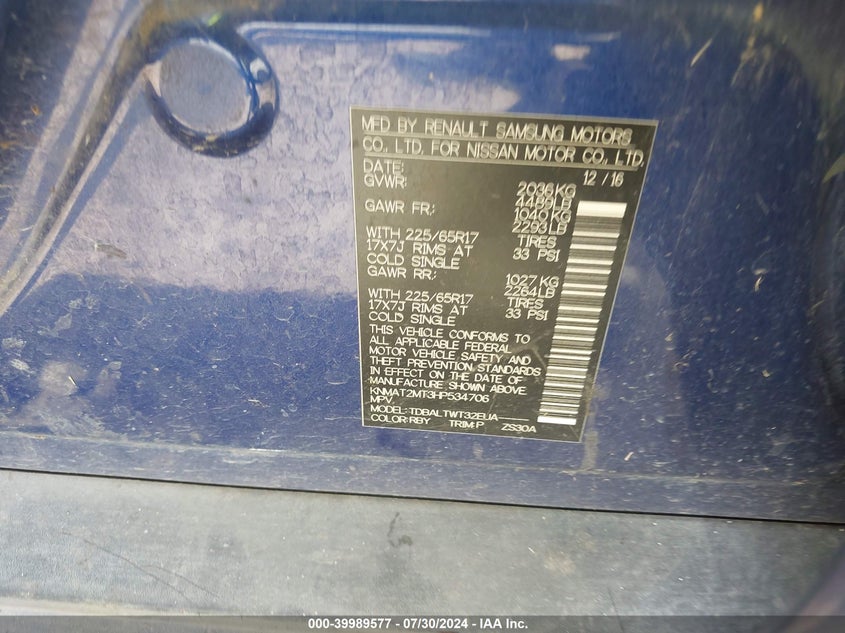 MFD BY RENAULT SAMSUNG MOTORS
CO., LTD. FOR NISSAN MOTOR CO., LTD.
DATE: 12 / 16
GVWR: 2036KG
4489LB
GAWR FR.: 1040KG
2293LB
WITH 225/65R17 TIRES
17X7J RIMS AT 33 PSI
COLD SINGLE
GAWR RR.: 1027KG
2264LB
WITH 225/65R17 TIRES
17X7J RIMS AT 33 PSI
COLD SINGLE
THIS VEHICLE CONFORMS TO
ALL APPLICABLE FEDERAL
MOTOR VEHICLE SAFETY AND
THEFT PREVENTION STANDARDS
IN EFFECT ON THE DATE OF
MANUFACTURE SHOWN ABOVE.
KNMAT2MT3HP534706
MPV
MODEL: TDBALTWT32EUA
COLOR: RBY TRIM: P ZS30A
000-39989577 - 07/30/2024 - IAA Inc.